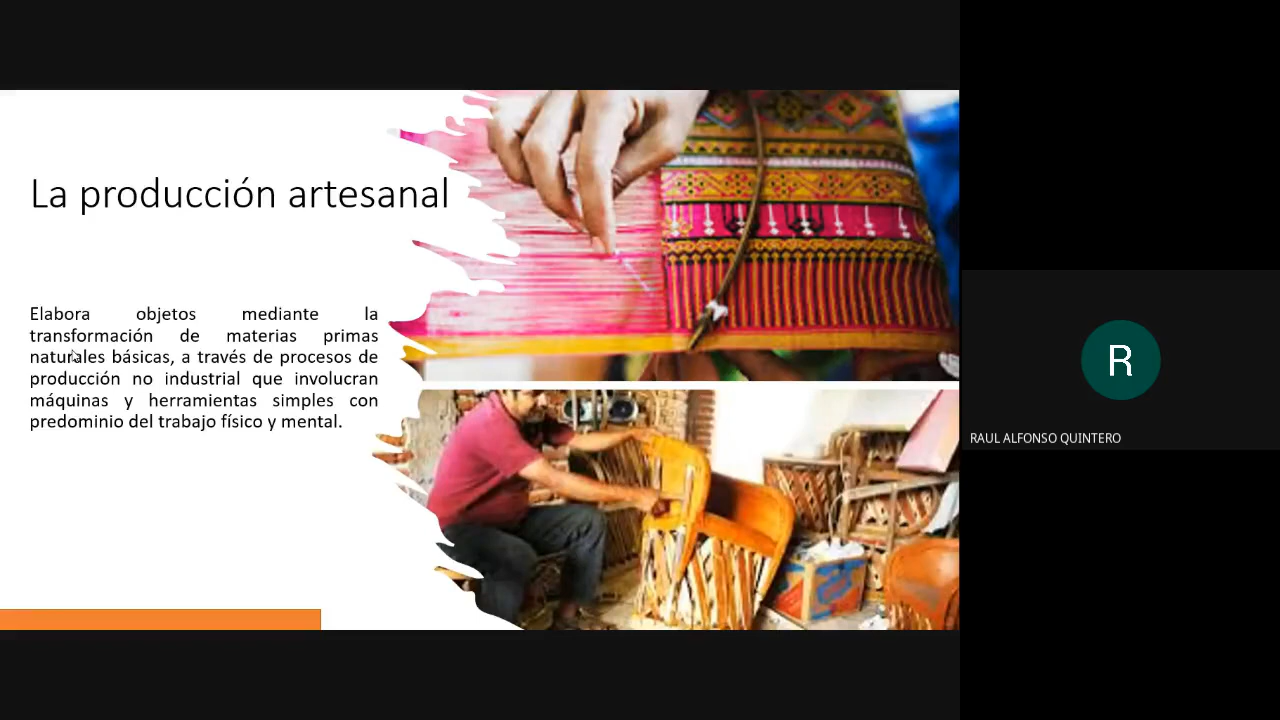 La producción artesanal
Elabora objetos mediante la
transformación de materias primas
naturales básicas, a través de procesos de
producción no industrial que involucran
máquinas y herramientas simples con
predominio del trabajo físico y mental.
R
RAUL ALFONSO QUINTERO